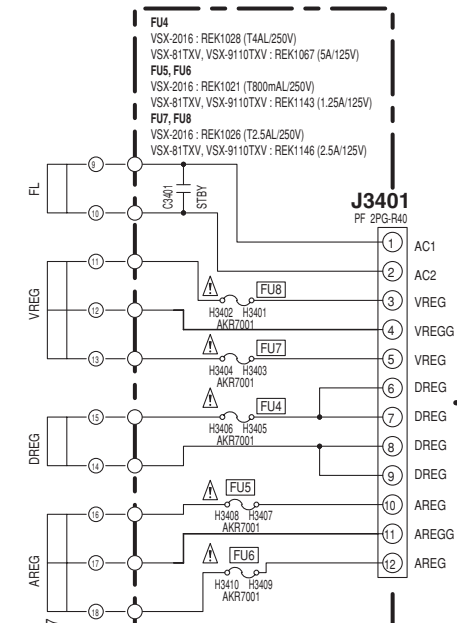 FU4
VSX-2016 : REK1028 (T4AL/250V)
VSX-81TXV, VSX-9110TXV : REK1067 (5A/125V)
FU5, FU6
VSX-2016 : REK1021 (T800mAL/250V)
VSX-81TXV, VSX-9110TXV : REK1143 (1.25A/125V)
FU7, FU8
VSX-2016 : REK1026 (T2.5AL/250V)
VSX-81TXV, VSX-9110TXV : REK1146 (2.5A/125V)
FL
9
10
C3401
STBY
J3401
PF 2PG-R40
1 AC1
2 AC2
3 VREG
4 VREGG
5 VREG
6 DREG
7 DREG
8 DREG
9 DREG
10 AREG
11 AREGG
12 AREG
VREG
11
12
13
FU8
H3402 H3401
AKR7001
FU7
H3404 H3403
AKR7001
DREG
15
14
FU4
H3406 H3405
AKR7001
AREG
16
17
18
FU5
H3408 H3407
AKR7001
FU6
H3410 H3409
AKR7001